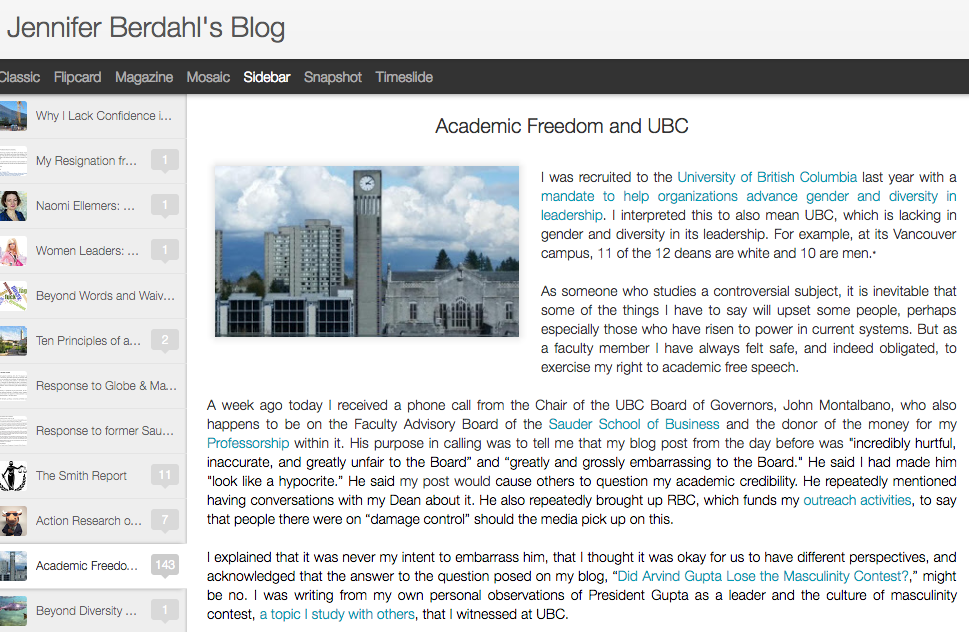 Jennifer Berdahl's Blog
Classic Flipcard Magazine Mosaic Sidebar Snapshot Timeslide
Why I Lack Confidence i...
My Resignation fr... 1
Naomi Ellemers: ... 1
Women Leaders: ... 1
Beyond Words and Waiv...
Ten Principles of a... 2
Response to Globe & Ma...
Response to former Sau...
The Smith Report 11
Action Research o... 7
Academic Freedo... 143
Beyond Diversity ... 1
Academic Freedom and UBC
I was recruited to the University of British Columbia last year with a
mandate to help organizations advance gender and diversity in
leadership. I interpreted this to also mean UBC, which is lacking in
gender and diversity in its leadership. For example, at its Vancouver
campus, 11 of the 12 deans are white and 10 are men.*
As someone who studies a controversial subject, it is inevitable that
some of the things I have to say will upset some people, perhaps
especially those who have risen to power in current systems. But as
a faculty member I have always felt safe, and indeed obligated, to
exercise my right to academic free speech.
A week ago today I received a phone call from the Chair of the UBC Board of Governors, John Montalbano, who also
happens to be on the Faculty Advisory Board of the Sauder School of Business and the donor of the money for my
Professorship within it. His purpose in calling was to tell me that my blog post from the day before was "incredibly hurtful,
inaccurate, and greatly unfair to the Board” and “greatly and grossly embarrassing to the Board." He said I had made him
"look like a hypocrite.” He said my post would cause others to question my academic credibility. He repeatedly mentioned
having conversations with my Dean about it. He also repeatedly brought up RBC, which funds my outreach activities, to say
that people there were on “damage control” should the media pick up on this.
I explained that it was never my intent to embarrass him, that I thought it was okay for us to have different perspectives, and
acknowledged that the answer to the question posed on my blog, “Did Arvind Gupta Lose the Masculinity Contest?,” might
be no. I was writing from my own personal observations of President Gupta as a leader and the culture of masculinity
contest, a topic I study with others, that I witnessed at UBC.